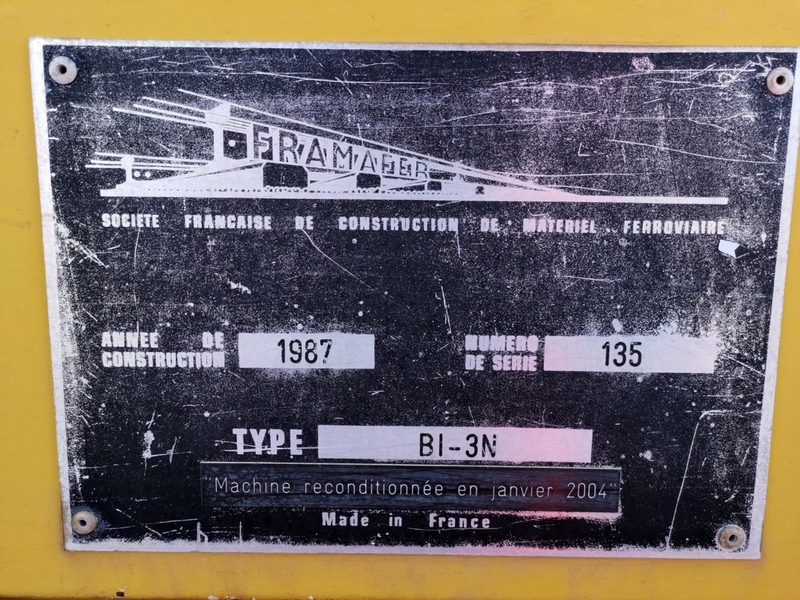 FRAMAFER
SOCIETE FRANCAISE DE CONSTRUCTION DE MATERIEL FERROVIAIRE
ANNEE DE
CONSTRUCTION
1987
NUMERO
DE SERIE
135
TYPE BI-3N
"Machine reconditionnée en janvier 2004"
Made in France